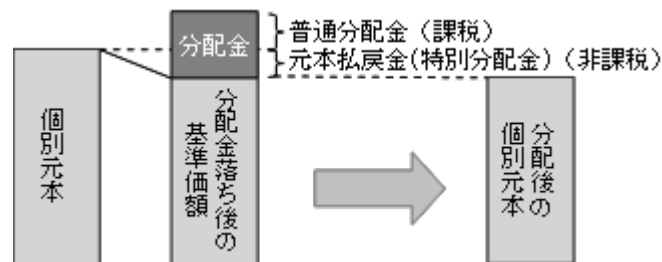 分配金
普通分配金(課税)
元本払戻金(特別分配金)(非課税)
個別元本
分配金落ち後の
基準価額
分配後の
個別元本